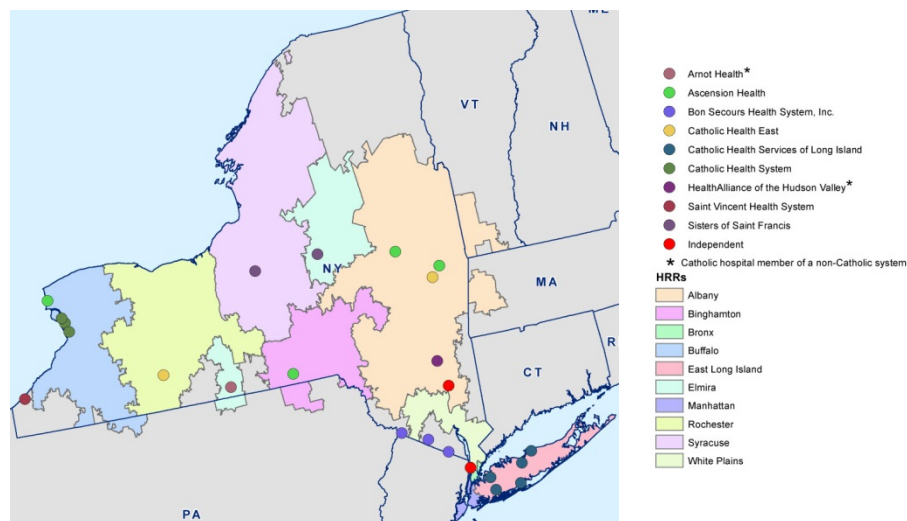 ME
VT
NH
NY
MA
CT
R
PA
Arnot Health*
Ascension Health
Bon Secours Health System, Inc.
Catholic Health East
Catholic Health Services of Long Island
Catholic Health System
HealthAlliance of the Hudson Valley*
Saint Vincent Health System
Sisters of Saint Francis
Independent
* Catholic hospital member of a non-Catholic system
HRRs
Albany
Binghamton
Bronx
Buffalo
East Long Island
Elmira
Manhattan
Rochester
Syracuse
White Plains